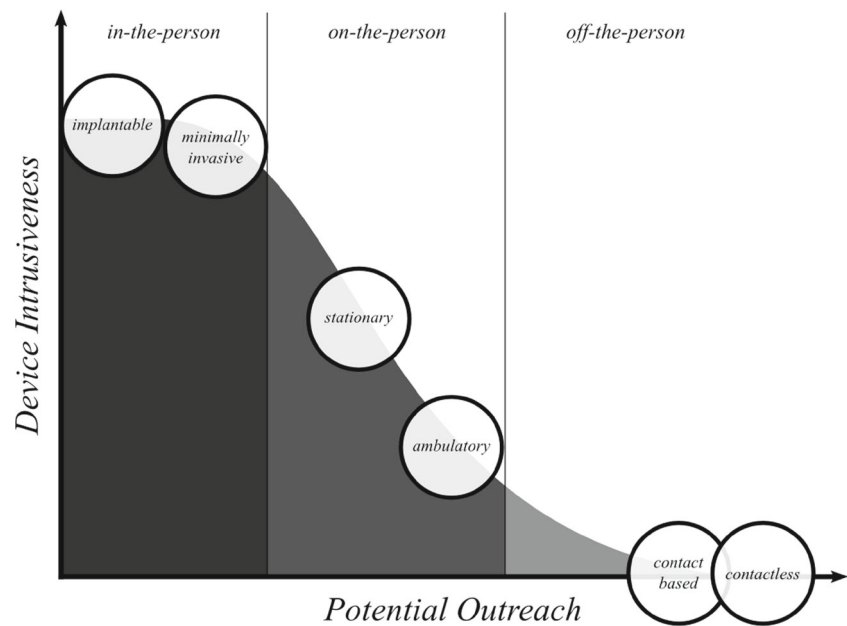 in-the-person
on-the-person
off-the-person
implantable
minimally
invasive
stationary
ambulatory
contact
based
contactless
Device Intrusiveness
Potential Outreach